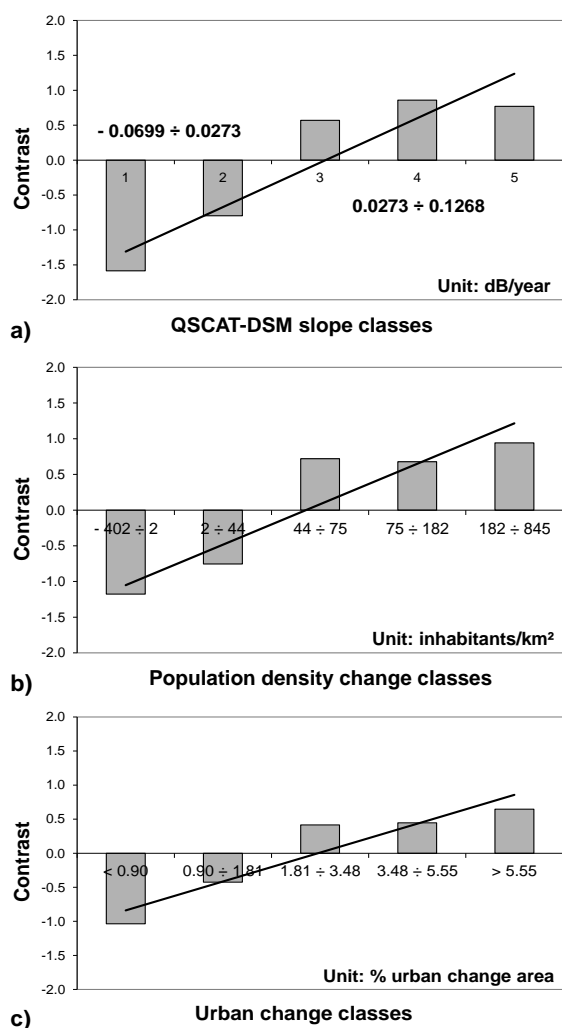 2.0
1.5
1.0
0.5
0.0
-0.5
-1.0
-1.5
-2.0
Contrast
- 0.0699 ÷ 0.0273
1 2 3 4 5
0.0273 ÷ 0.1268
Unit: dB/year
a) QSCAT-DSM slope classes
2.0
1.5
1.0
0.5
0.0
-0.5
-1.0
-1.5
-2.0
Contrast
- 402 ÷ 2 2 ÷ 44 44 ÷ 75 75 ÷ 182 182 ÷ 845
Unit: inhabitants/km²
b) Population density change classes
2.0
1.5
1.0
0.5
0.0
-0.5
-1.0
-1.5
-2.0
Contrast
< 0.90 0.90 ÷ 1.81 1.81 ÷ 3.48 3.48 ÷ 5.55 > 5.55
Unit: % urban change area
c) Urban change classes